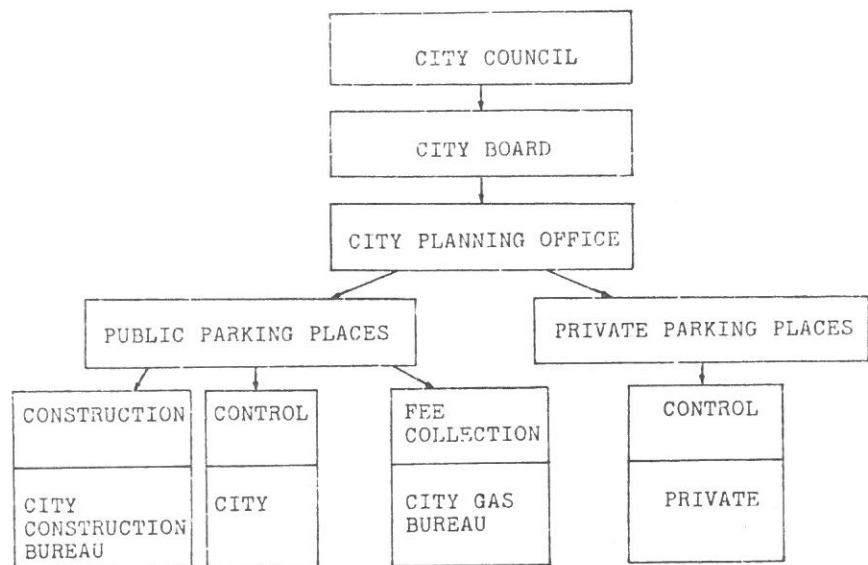 CITY COUNCIL
CITY BOARD
CITY PLANNING OFFICE
PUBLIC PARKING PLACES
PRIVATE PARKING PLACES
CONSTRUCTION
CONTROL
FEE
COLLECTION
CONTROL
CITY
CONSTRUCTION
BUREAU
CITY
CITY GAS
BUREAU
PRIVATE